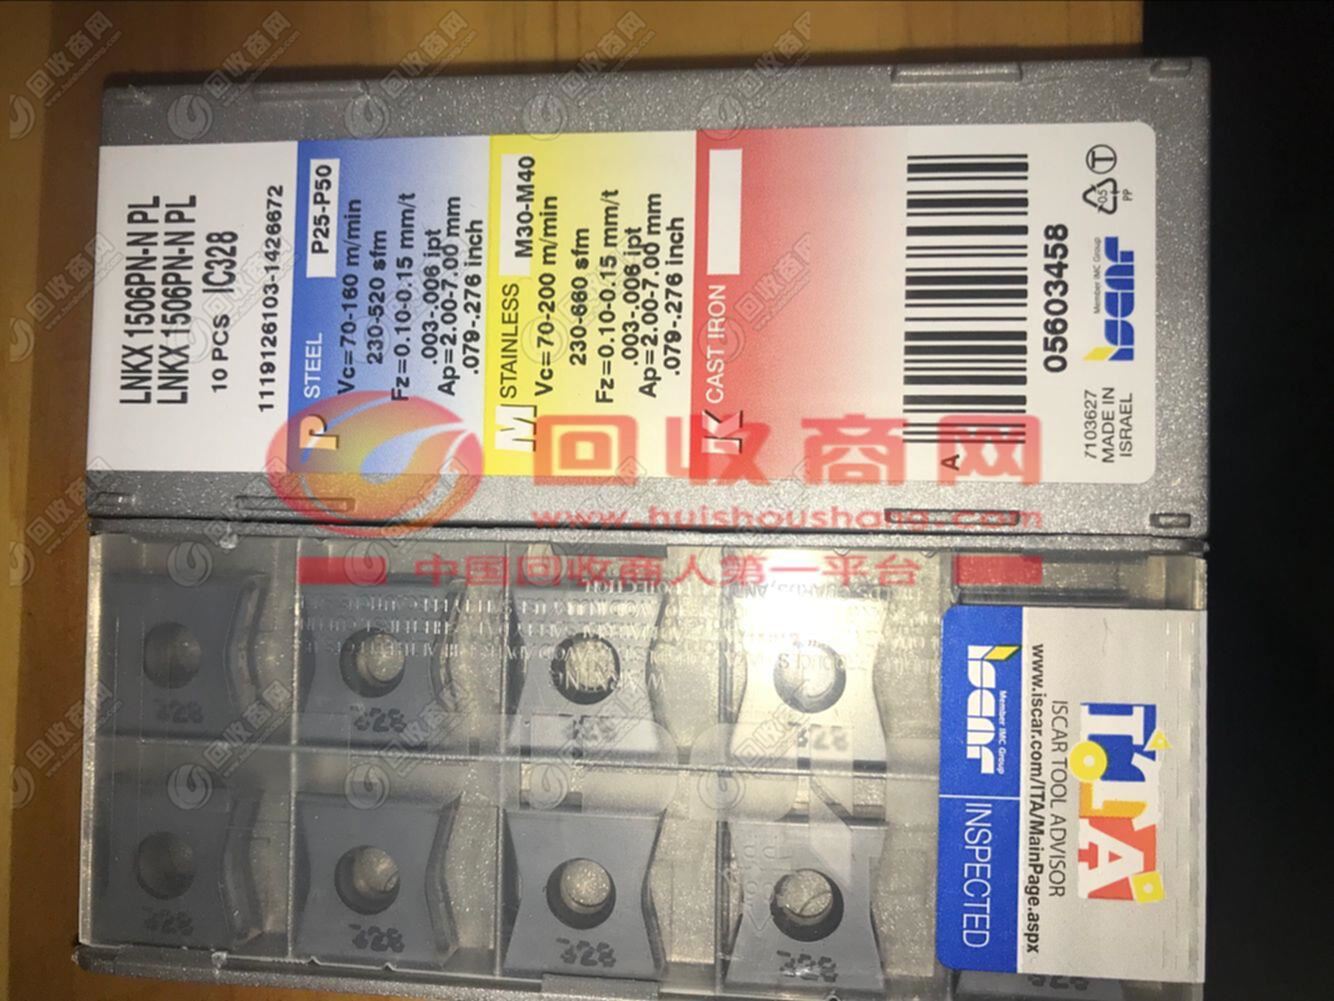 LNKX 1506PN-N PL
LNKX 1506PN-N PL
10 PCS IC328
1119126103-1426672
P STEEL P25-P50
Vc=70-160 m/min
230-520 sfm
Fz=0.10-0.15 mm/t
.003-.006 ipt
Ap=2.00-7.00 mm
.079-.276 inch
M STAINLESS M30-M40
Vc=70-200 m/min
230-660 sfm
Fz=0.10-0.15 mm/t
.003-.006 ipt
Ap=2.00-7.00 mm
.079-.276 inch
K CAST IRON
A
05603458
7103627
MADE IN
ISRAEL
Member IMC Group
iscar
05
PP
T
回收商网
www.huishoushang.com
中国回收商人第一平台
WARNING
328
328
328
328
328
328
iscar
Member IMC Group
INSPECTED
ITA
ISCAR TOOL ADVISOR
www.iscar.com/ITA/MainPage.aspx